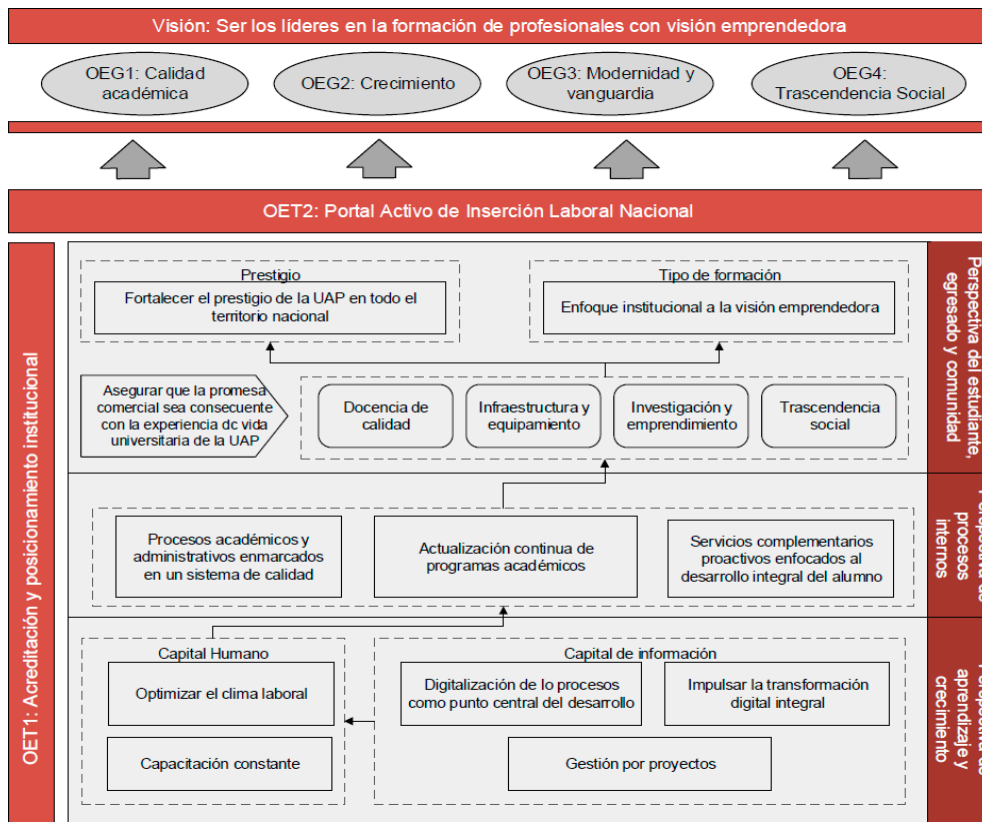 Visión: Ser los líderes en la formación de profesionales con visión emprendedora
OEG1: Calidad
académica
OEG2: Crecimiento
OEG3: Modernidad y
vanguardia
OEG4:
Trascendencia Social
OET2: Portal Activo de Inserción Laboral Nacional
OET1: Acreditación y posicionamiento institucional
Prestigio
Fortalecer el prestigio de la UAP en todo el
territorio nacional
Tipo de formación
Enfoque institucional a la visión emprendedora
Asegurar que la promesa
comercial sea consecuente
con la experiencia dc vida
universitaria de la UAP
Docencia de
calidad
Infraestructura y
equipamiento
Investigación y
emprendimiento
Trascendencia
social
Perspectiva del estudiante,
egresado y comunidad
Procesos académicos y
administrativos enmarcados
en un sistema de calidad
Actualización continua de
programas académicos
Servicios complementarios
proactivos enfocados al
desarrollo integral del alumno
procesos
internos
Capital Humano
Optimizar el clima laboral
Capacitación constante
Capital de información
Digitalización de lo procesos
como punto central del desarrollo
Impulsar la transformación
digital integral
Gestión por proyectos
aprendizaje y
crecimiento